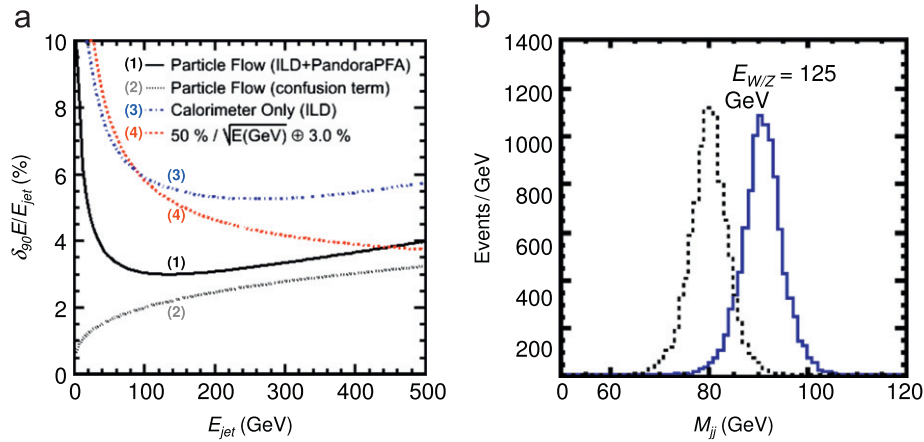 a
10
8
6
4
2
0
δ90E/Ejet (%)
0 100 200 300 400 500
Ejet (GeV)
(1) Particle Flow (ILD+PandoraPFA)
(2) Particle Flow (confusion term)
(3) Calorimeter Only (ILD)
(4) 50 % / √E(GeV) ⊕ 3.0 %
(3)
(4)
(1)
(2)
b
1400
1200
1000
800
600
400
200
Events/GeV
EW/Z = 125
GeV
0 60 80 100 120
Mjj (GeV)